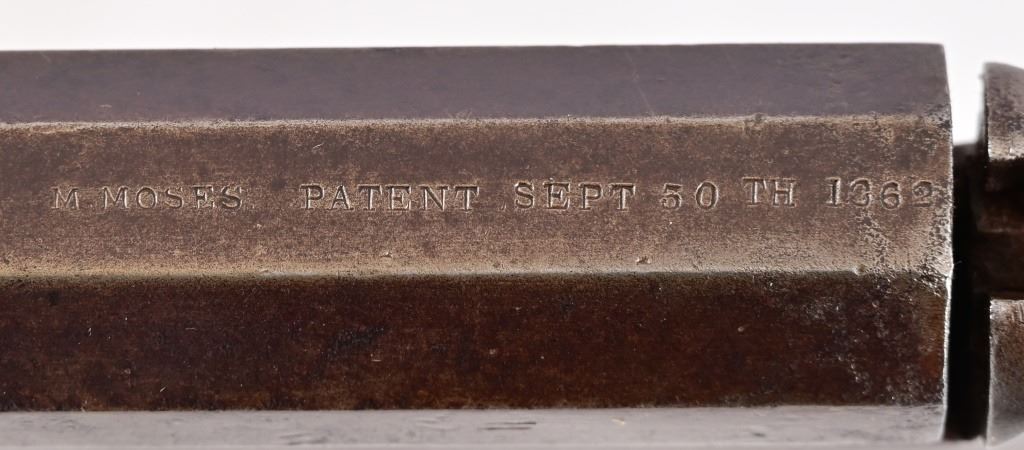 M. MOSES PATENT SEPT 30 TH 1862